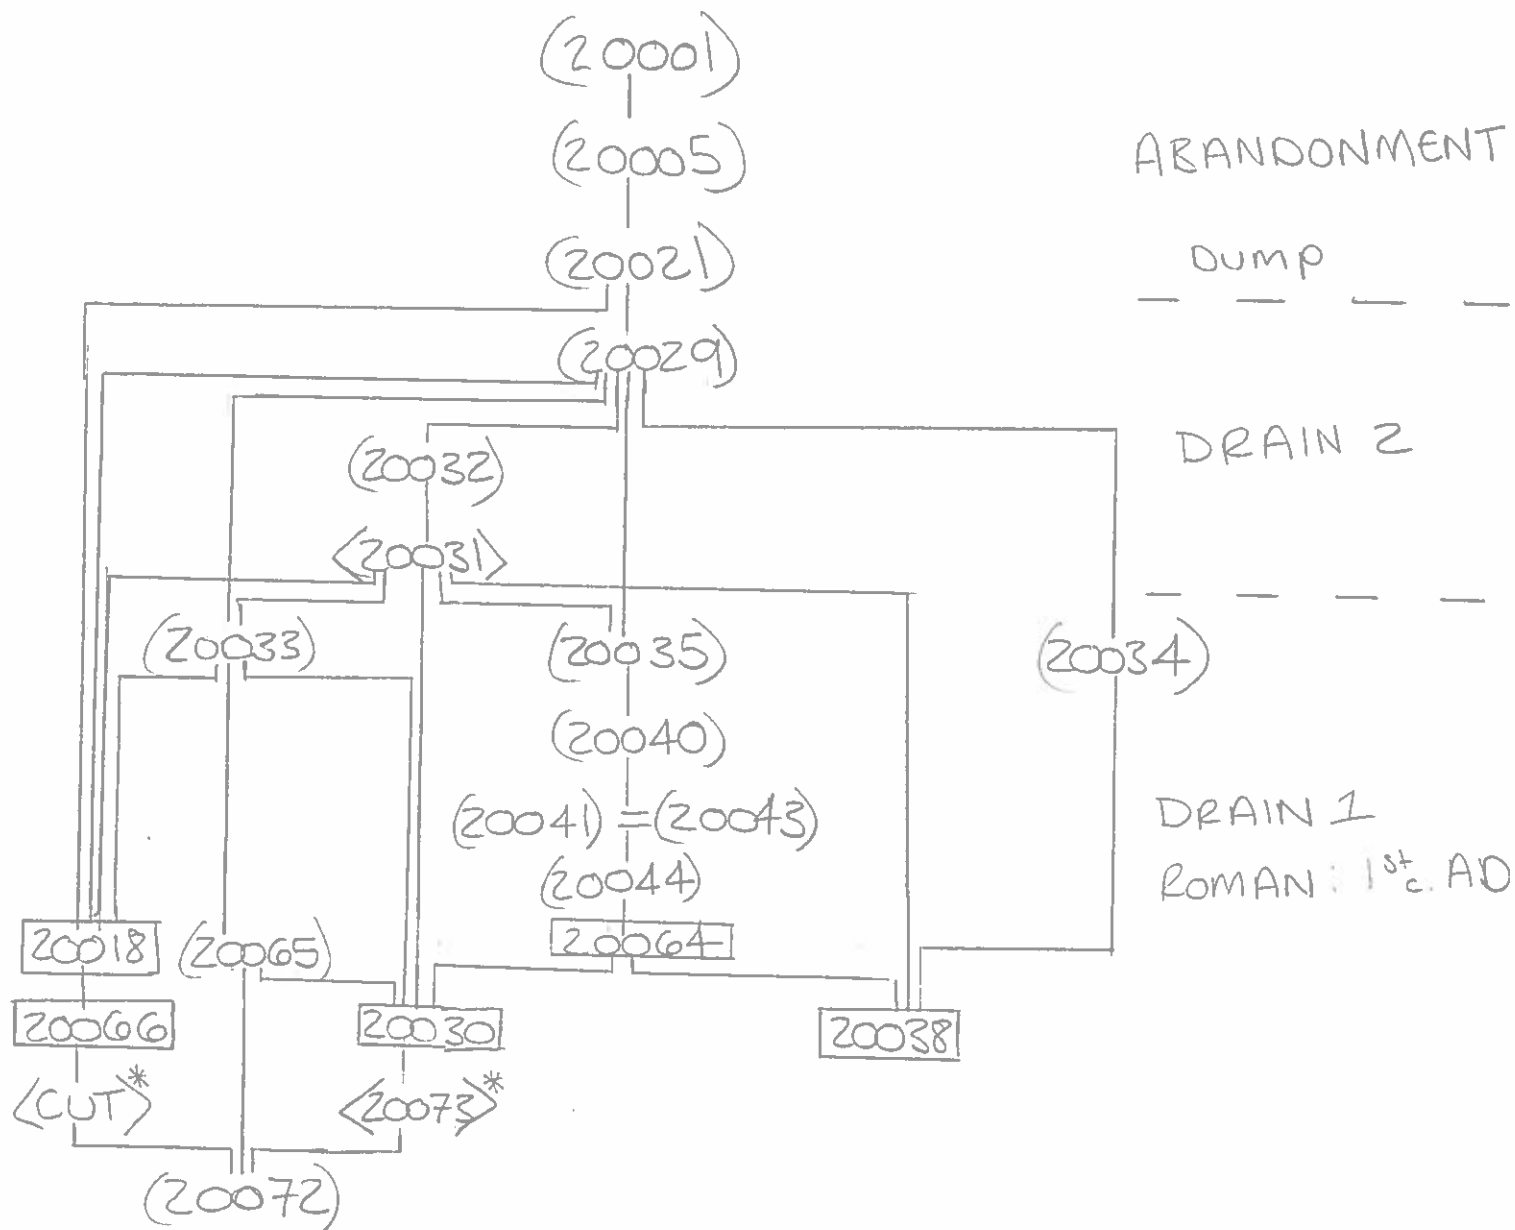 (20001)
(20005)
ABANDONMENT
(20021)
DUMP
(20029)
DRAIN 2
(20032)
<20031>
(20033)
(20035)
(20034)
(20040)
(20041) = (20043)
DRAIN 1
(20044)
ROMAN: 1st c. AD
20018
(20065)
20064
20066
20030
20038
<CUT>*
<20073>*
(20072)